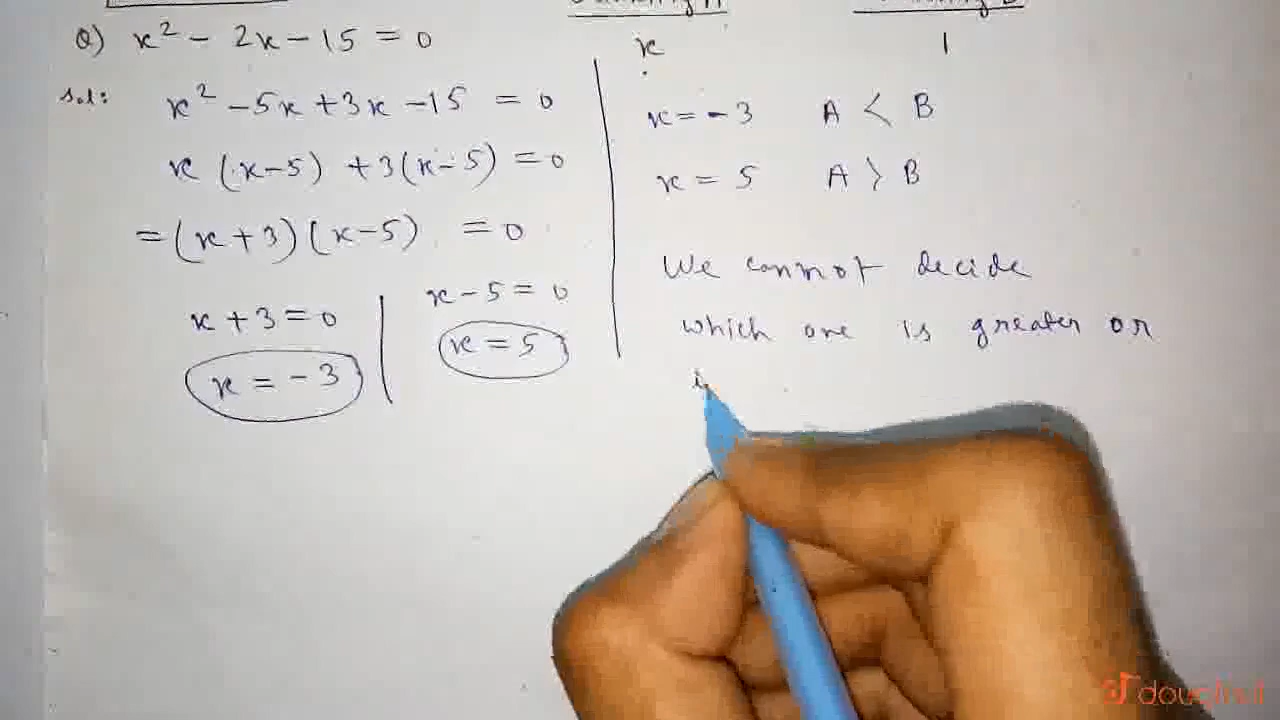 Q) x² - 2x - 15 = 0
x
1
Sol:
x² - 5x + 3x - 15 = 0
x (x-5) + 3(x-5) = 0
= (x+3) (x-5) = 0
x + 3 = 0
x = -3
x - 5 = 0
x = 5
x = - 3 A < B
x = 5 A > B
We cannot decide
which one is greater or
doubtnut